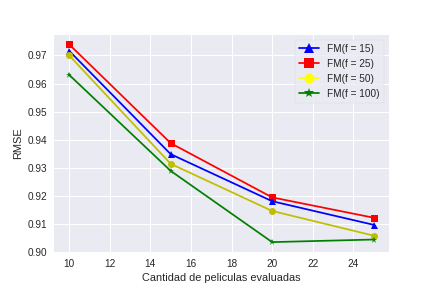 0.97
0.96
0.95
0.94
0.93
0.92
0.91
0.90
RMSE
10 12 14 16 18 20 22 24
Cantidad de peliculas evaluadas
FM(f = 15)
FM(f = 25)
FM(f = 50)
FM(f = 100)